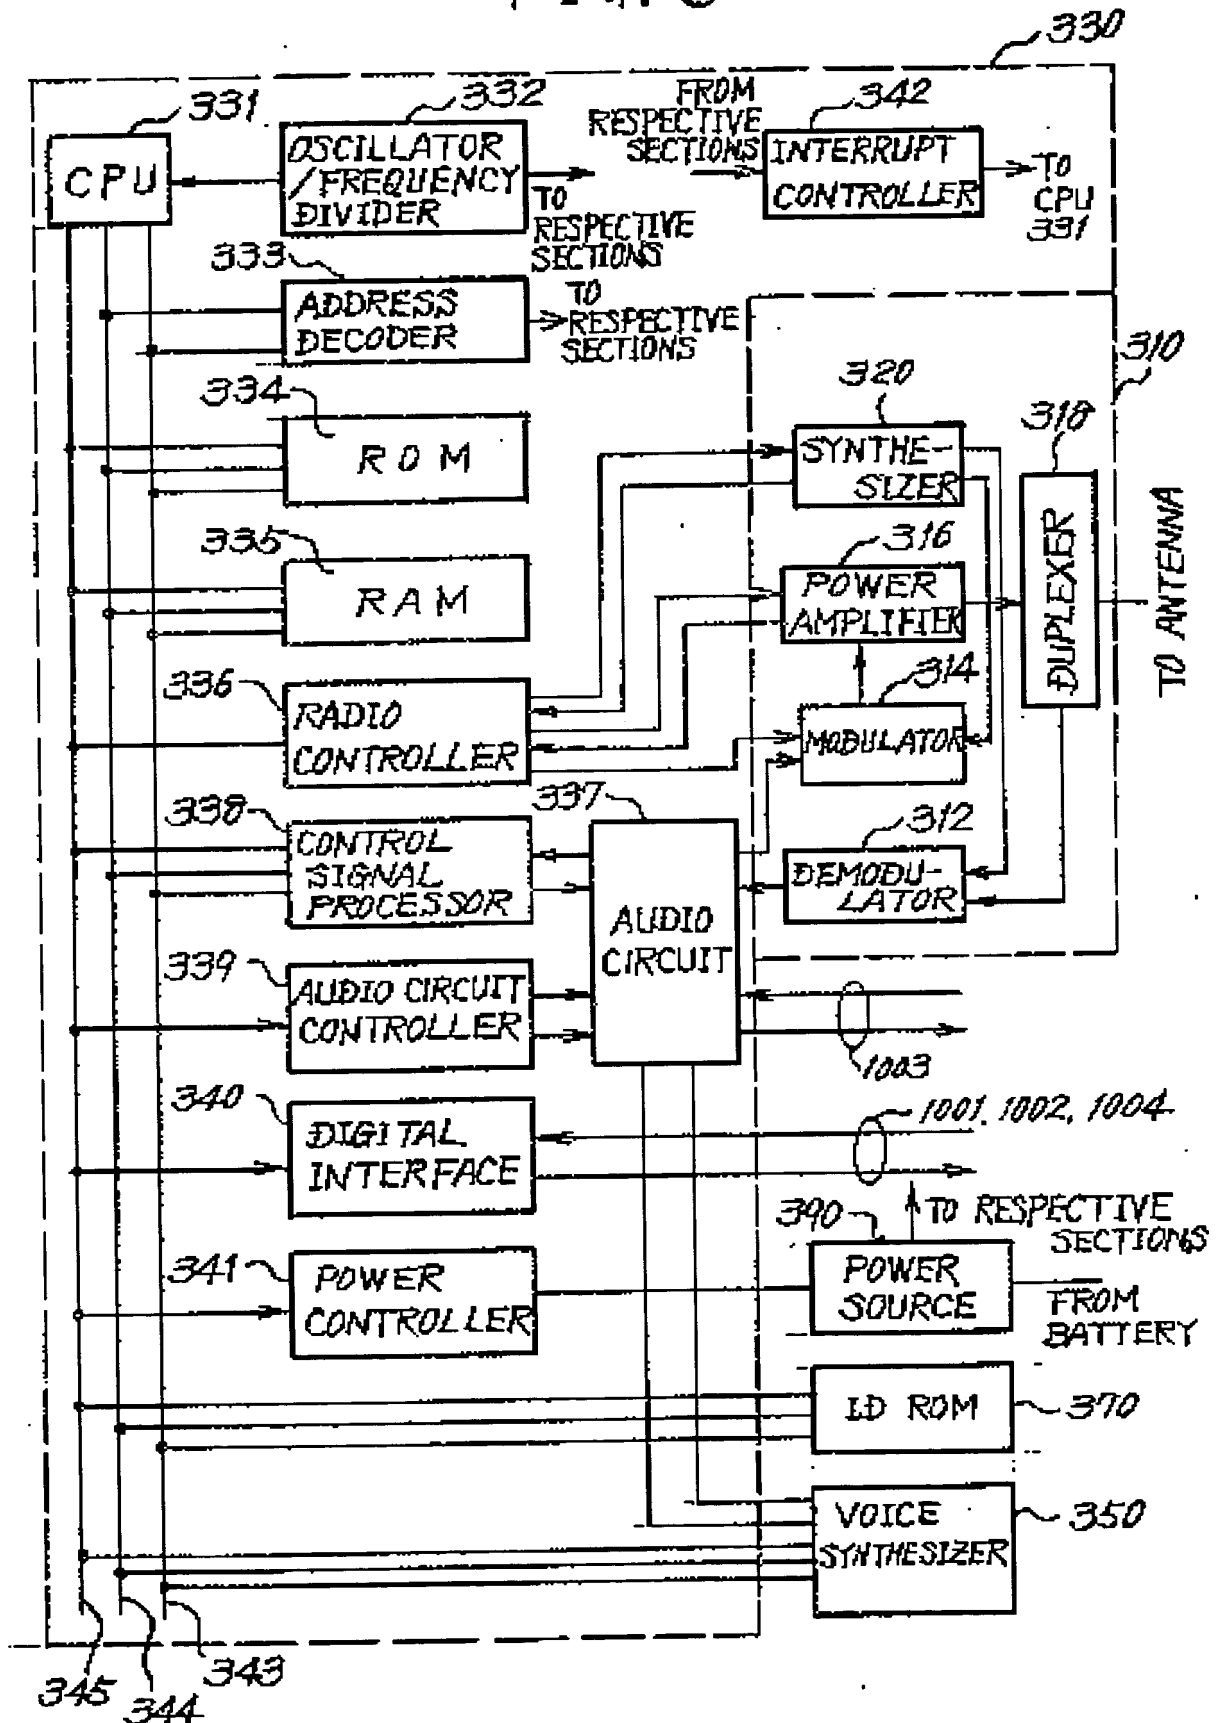 330
331
CPU
332
OSCILLATOR
/FREQUENCY
DIVIDER
TO
RESPECTIVE
SECTIONS
FROM
RESPECTIVE
SECTIONS
342
INTERRUPT
CONTROLLER
TO
CPU
331
333
ADDRESS
DECODER
TO
RESPECTIVE
SECTIONS
310
334
ROM
320
SYNTHE-
SIZER
318
DUPLEXER
TO ANTENNA
335
RAM
316
POWER
AMPLIFIER
336
RADIO
CONTROLLER
314
MODULATOR
338
CONTROL
SIGNAL
PROCESSOR
337
AUDIO
CIRCUIT
312
DEMODU-
LATOR
339
AUDIO CIRCUIT
CONTROLLER
1003
340
DIGITAL
INTERFACE
1001, 1002, 1004
390
TO RESPECTIVE
SECTIONS
341
POWER
CONTROLLER
POWER
SOURCE
FROM
BATTERY
ID ROM
370
VOICE
SYNTHESIZER
350
345
344
343